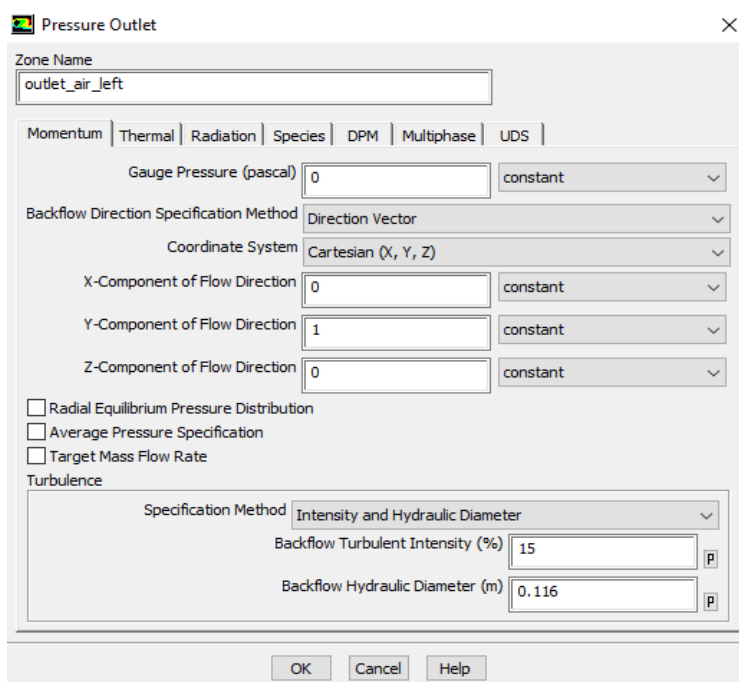 Pressure Outlet
Zone Name
outlet_air_left
Momentum Thermal Radiation Species DPM Multiphase UDS
Gauge Pressure (pascal) 0 constant
Backflow Direction Specification Method Direction Vector
Coordinate System Cartesian (X, Y, Z)
X-Component of Flow Direction 0 constant
Y-Component of Flow Direction 1 constant
Z-Component of Flow Direction 0 constant
Radial Equilibrium Pressure Distribution
Average Pressure Specification
Target Mass Flow Rate
Turbulence
Specification Method Intensity and Hydraulic Diameter
Backflow Turbulent Intensity (%) 15 P
Backflow Hydraulic Diameter (m) 0.116 P
OK Cancel Help